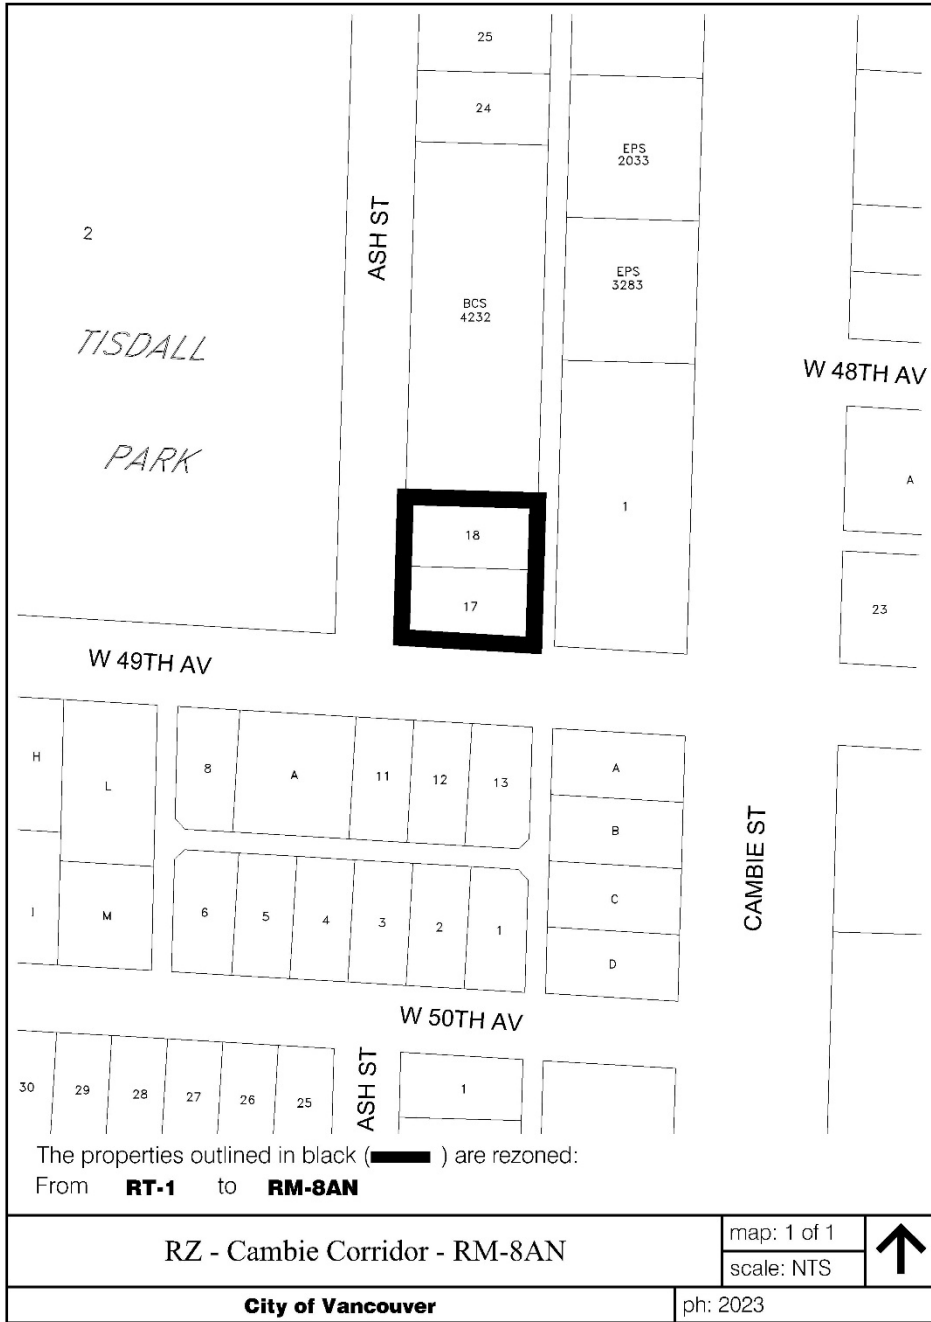 25
24
EPS
2033
2
ASH ST
EPS
3283
BCS
4232
TISDALL
W 48TH AV
PARK
A
1
18
17
23
W 49TH AV
H
L
8
A
11
12
13
A
B
CAMBIE ST
C
D
I
M
6
5
4
3
2
1
W 50TH AV
ASH ST
30
29
28
27
26
25
1
The properties outlined in black ( ) are rezoned:
From RT-1 to RM-8AN
RZ - Cambie Corridor - RM-8AN
map: 1 of 1
scale: NTS
City of Vancouver
ph: 2023